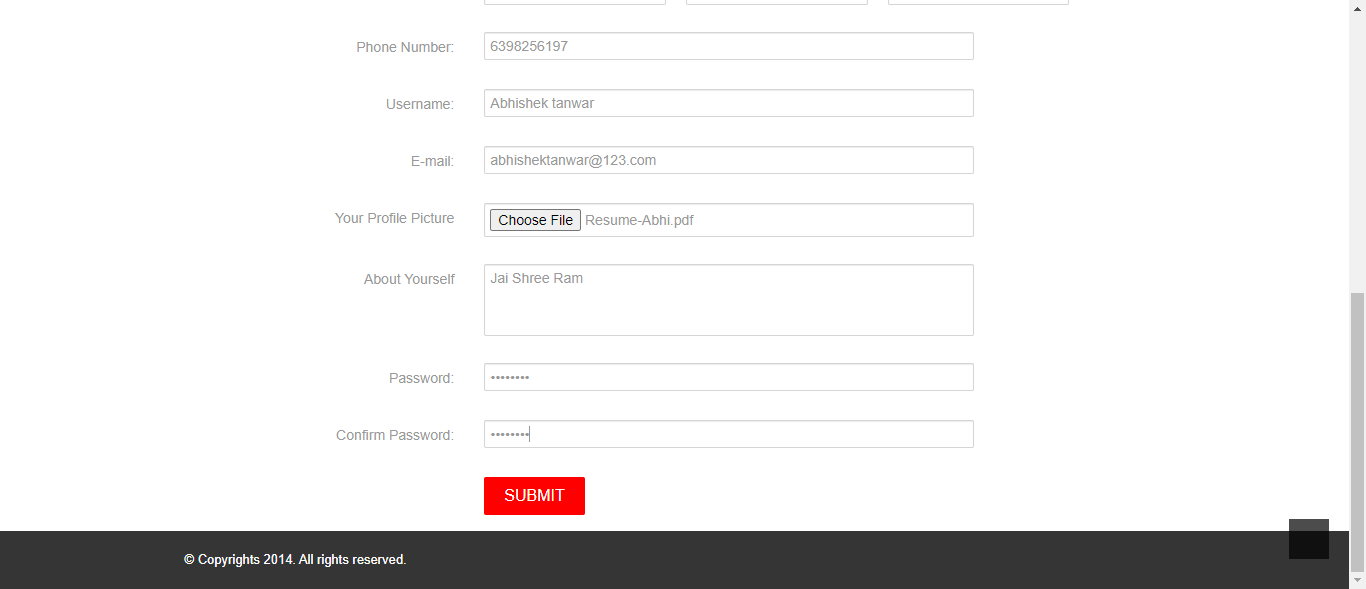 Phone Number: 6398256197
Username: Abhishek tanwar
E-mail: abhishektanwar@123.com
Your Profile Picture Choose File Resume-Abhi.pdf
About Yourself Jai Shree Ram
Password: ••••••••
Confirm Password: ••••••••
SUBMIT
© Copyrights 2014. All rights reserved.